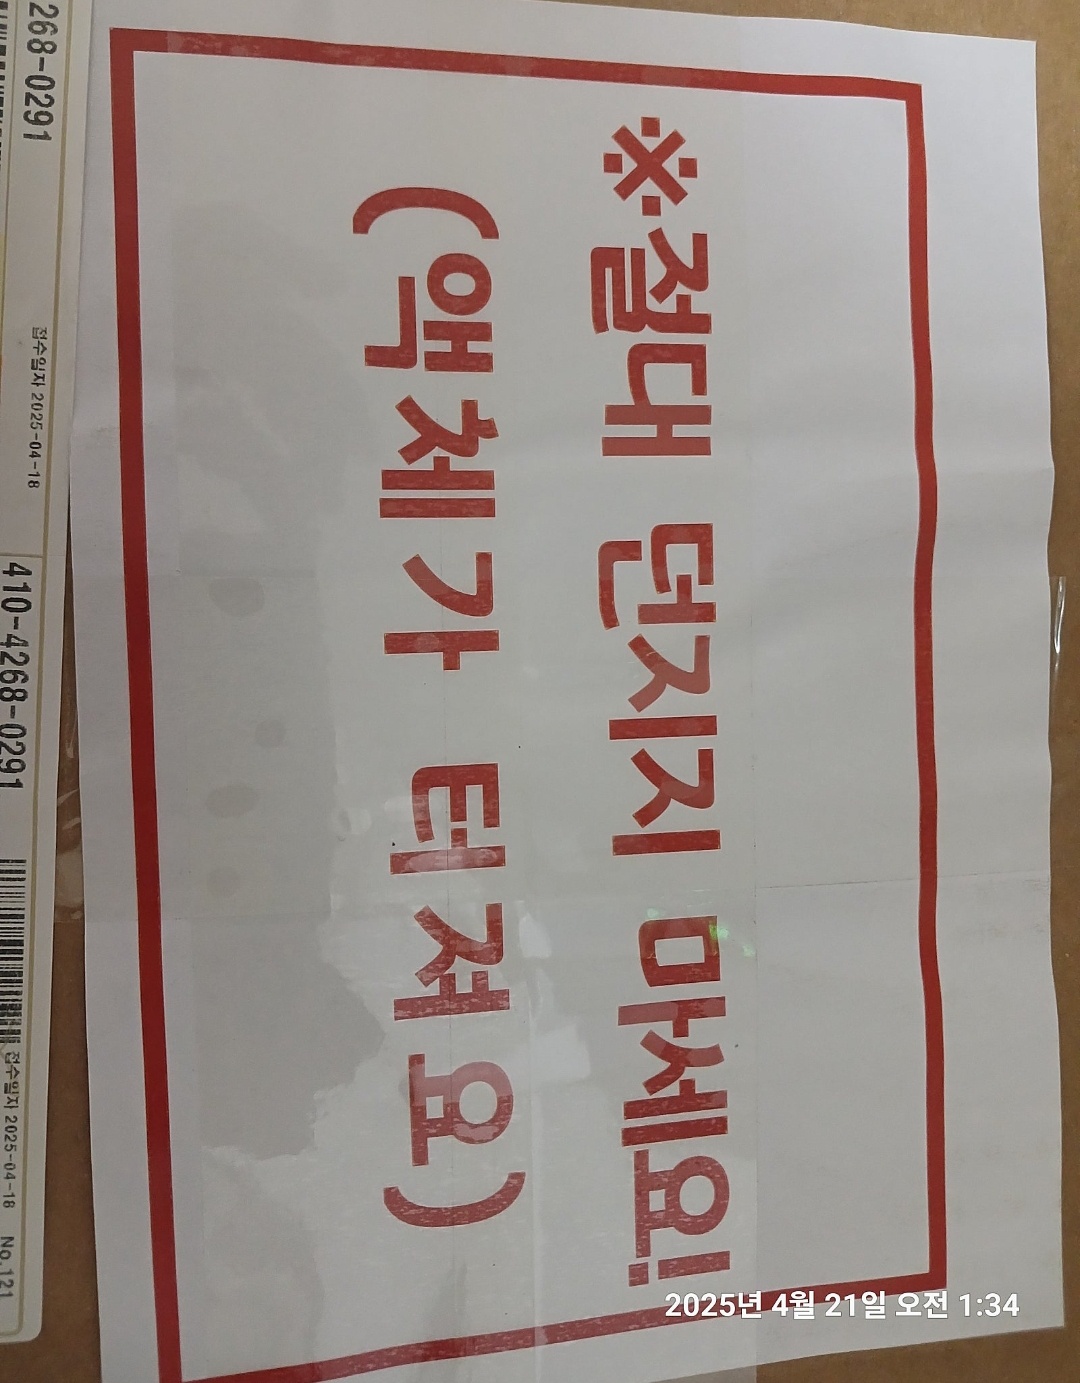 ※절대 던지지 마세요!
(액체가 터져요)
268-0291
접수일자 2025-04-18
410-4268-0291
접수일자 2025-04-18 No.121
2025년 4월 21일 오전 1:34